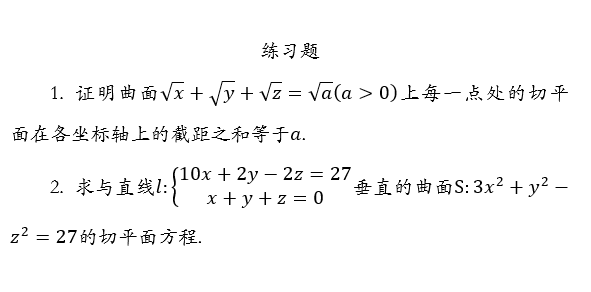 练习题
1. 证明曲面√x + √y + √z = √a(a > 0)上每一点处的切平
面在各坐标轴上的截距之和等于a.
2. 求与直线l:{10x + 2y − 2z = 27
x + y + z = 0
垂直的曲面S: 3x² + y² −
z² = 27的切平面方程.